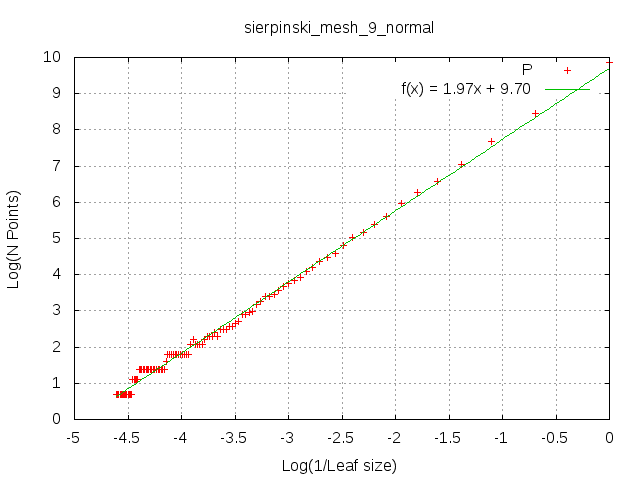 sierpinski_mesh_9_normal
10
9
8
7
6
5
4
3
2
1
0
Log(N Points)
P
f(x) = 1.97x + 9.70
-5 -4.5 -4 -3.5 -3 -2.5 -2 -1.5 -1 -0.5 0
Log(1/Leaf size)